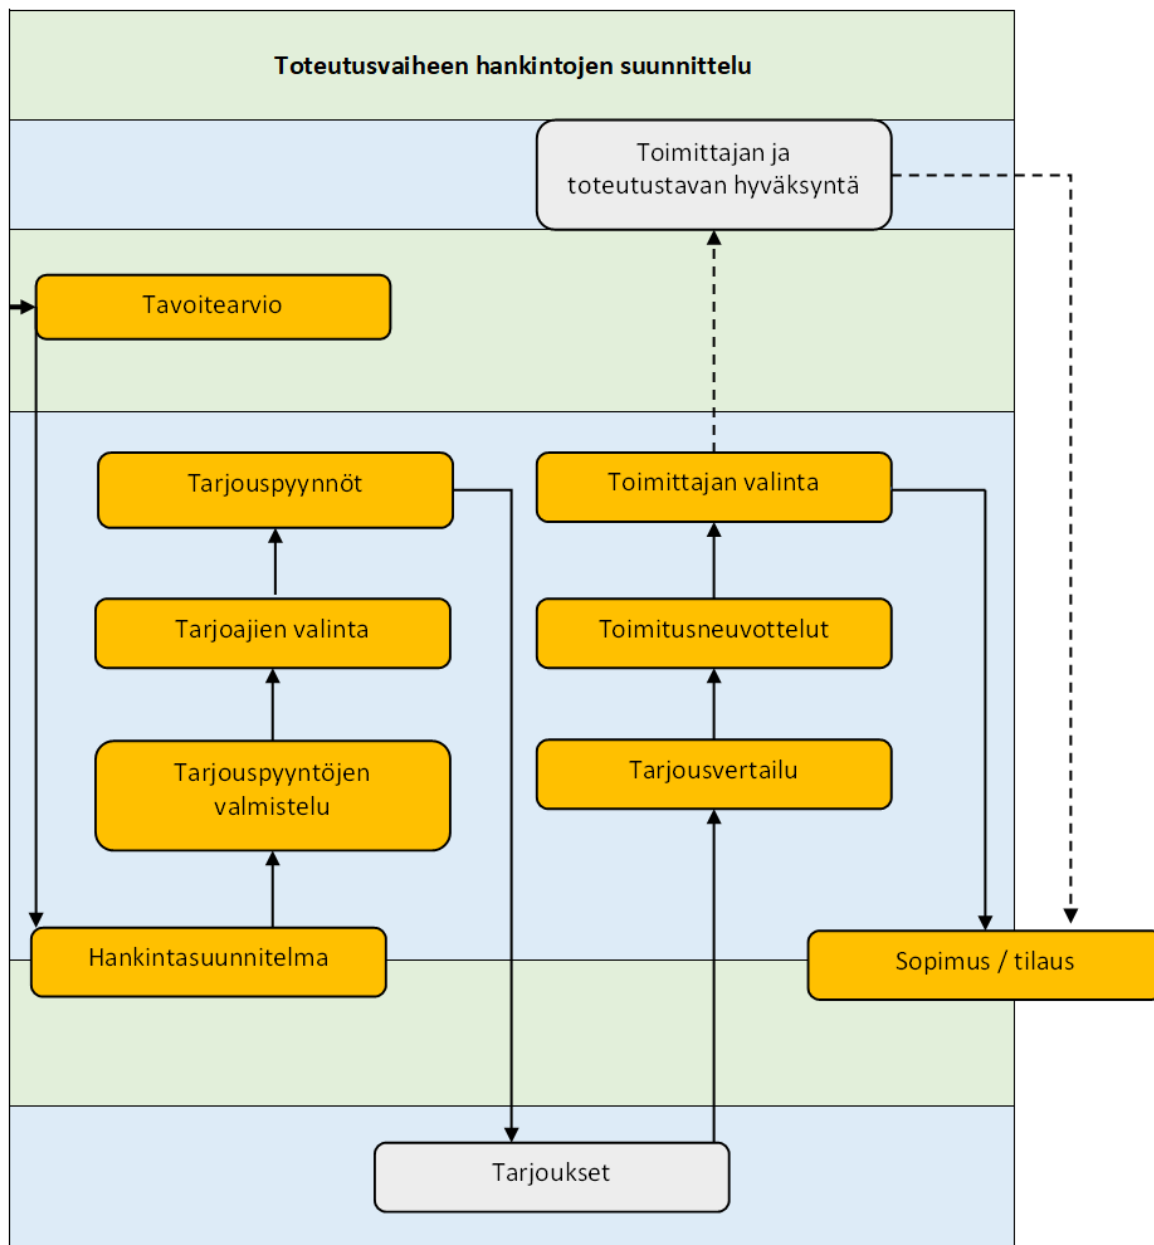 Toteutusvaiheen hankintojen suunnittelu
Toimittajan ja
toteutustavan hyväksyntä
Tavoitearvio
Tarjouspyynnöt
Toimittajan valinta
Tarjoajien valinta
Toimitusneuvottelut
Tarjouspyyntöjen
valmistelu
Tarjousvertailu
Hankintasuunnitelma
Sopimus / tilaus
Tarjoukset